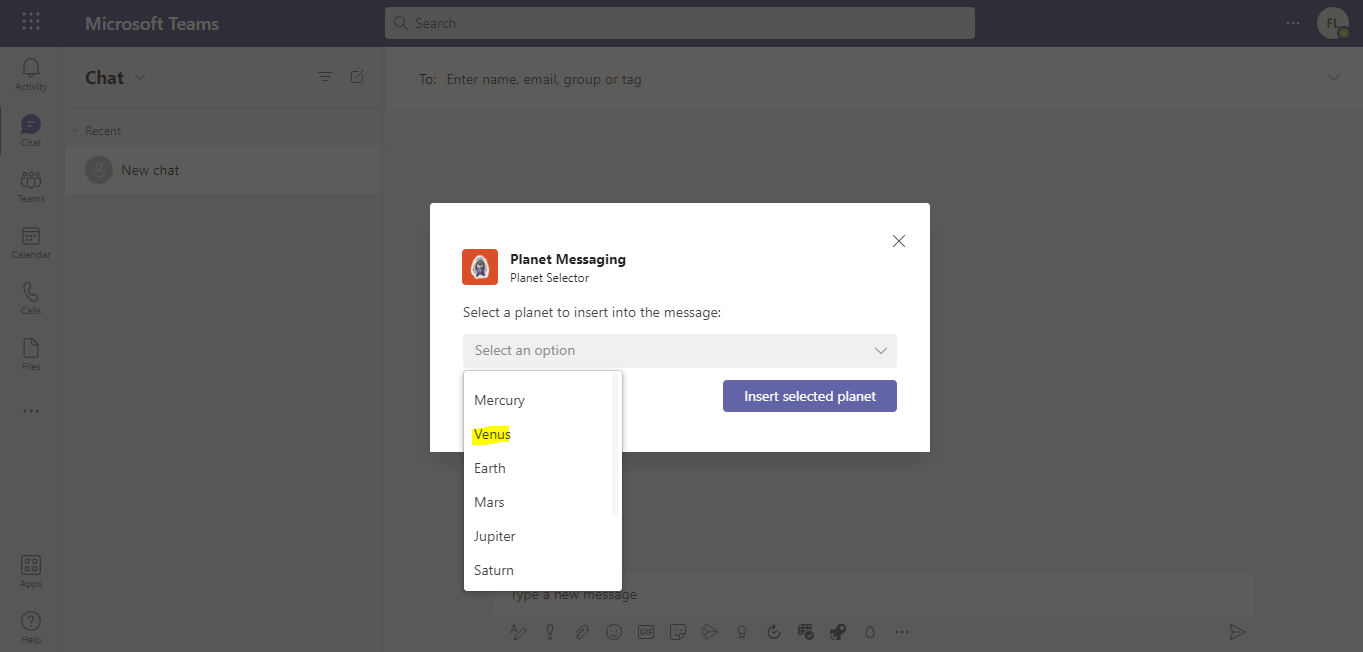 Microsoft Teams
Search
FL
Activity
Chat
Teams
Calendar
Calls
Files
Apps
Help
Chat
Recent
New chat
To: Enter name, email, group or tag
Planet Messaging
Planet Selector
Select a planet to insert into the message:
Select an option
Mercury
Venus
Earth
Mars
Jupiter
Saturn
Insert selected planet
Type a new message
GIF